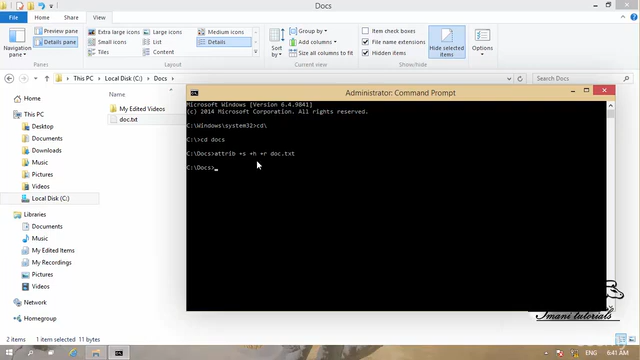 Docs
File
Home
Share
View
Navigation pane
Preview pane
Details pane
Extra large icons
Large icons
Medium icons
Small icons
List
Details
Tiles
Content
Sort by
Group by
Add columns
Size all columns to fit
Item check boxes
File name extensions
Hidden items
Hide selected items
Options
This PC
Local Disk (C:)
Docs
Search Docs
Home
This PC
Desktop
Documents
Downloads
Music
Pictures
Videos
Local Disk (C:)
Libraries
Documents
Music
My Edited Items
My Recordings
Pictures
Videos
Network
Homegroup
My Edited Videos
doc.txt
Administrator: Command Prompt
Microsoft Windows [Version 6.4.9841]
(c) 2014 Microsoft Corporation. All rights reserved.
C:\Windows\system32>cd\
C:\>cd docs
C:\Docs>attrib +s +h +r doc.txt
C:\Docs>
Imani tutorials
2 items
1 item selected 11 bytes
ENG
6:41 AM